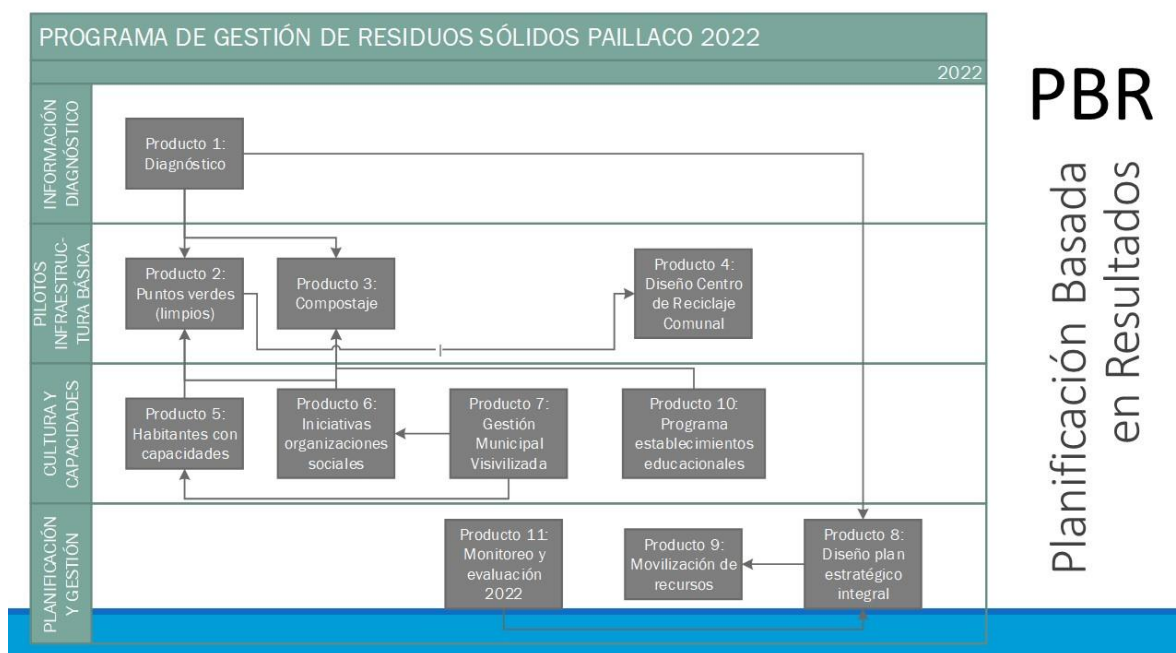 PROGRAMA DE GESTIÓN DE RESIDUOS SÓLIDOS PAILLACO 2022
2022
INFORMACIÓN
DIAGNÓSTICO
Producto 1:
Diagnóstico
PILOTOS
INFRAESTRUC-
TURA BÁSICA
Producto 2:
Puntos verdes
(limpios)
Producto 3:
Compostaje
Producto 4:
Diseño Centro
de Reciclaje
Comunal
CULTURA Y
CAPACIDADES
Producto 5:
Habitantes con
capacidades
Producto 6:
Iniciativas
organizaciones
sociales
Producto 7:
Gestión
Municipal
Visivilizada
Producto 10:
Programa
establecimientos
educacionales
PLANIFICACIÓN
Y GESTIÓN
Producto 11:
Monitoreo y
evaluación
2022
Producto 9:
Movilización de
recursos
Producto 8:
Diseño plan
estratégico
integral
PBR
Planificación Basada
en Resultados